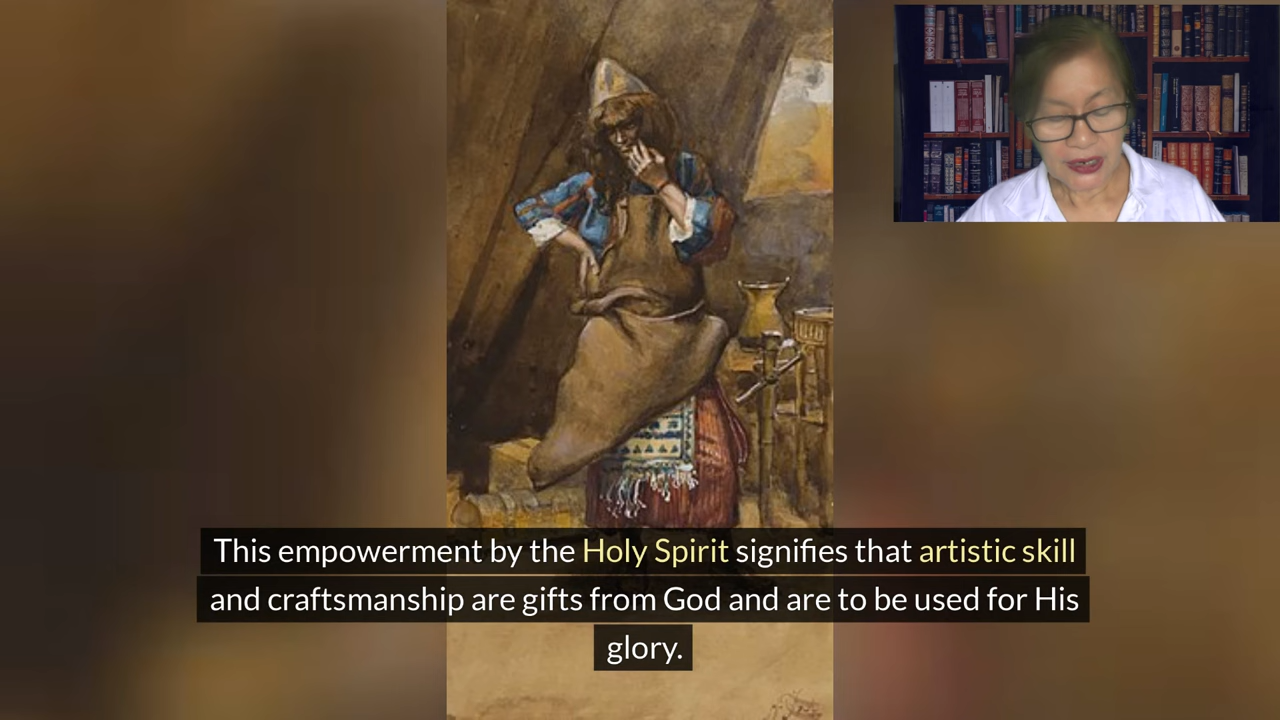 This empowerment by the Holy Spirit signifies that artistic skill
and craftsmanship are gifts from God and are to be used for His
glory.